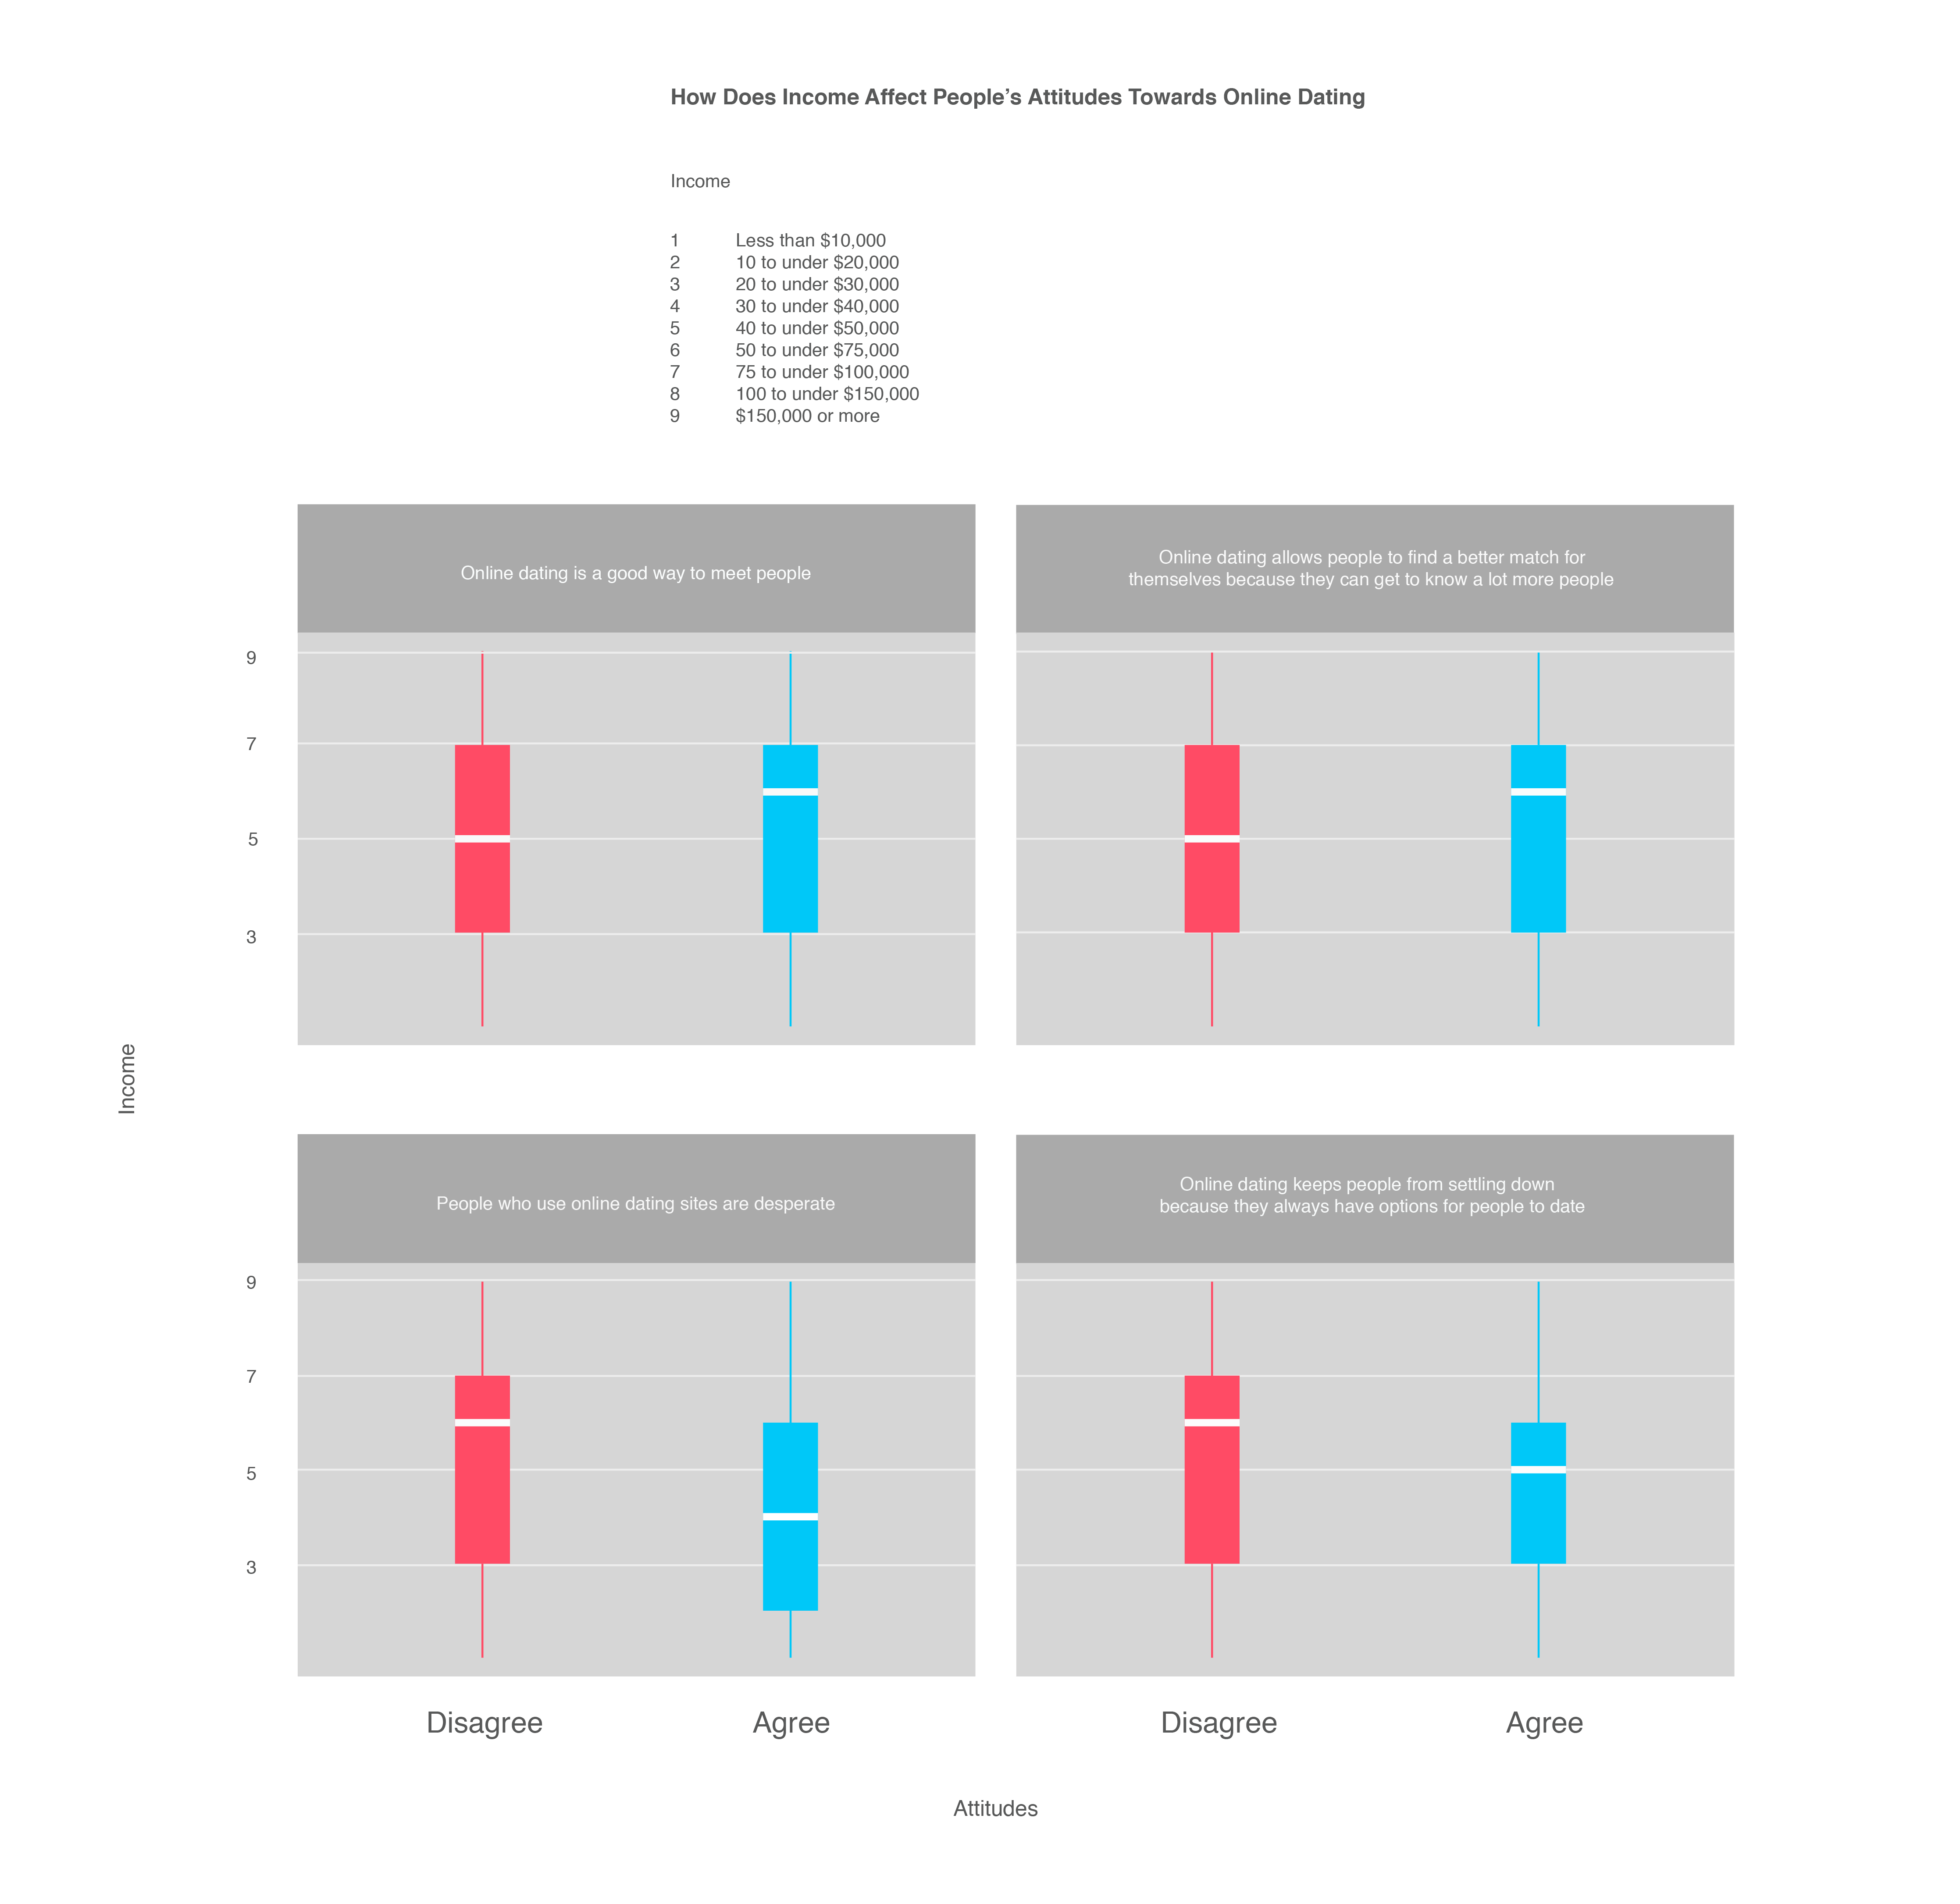 How Does Income Affect People’s Attitudes Towards Online Dating
Income
1 Less than $10,000
2 10 to under $20,000
3 20 to under $30,000
4 30 to under $40,000
5 40 to under $50,000
6 50 to under $75,000
7 75 to under $100,000
8 100 to under $150,000
9 $150,000 or more
Online dating is a good way to meet people
Online dating allows people to find a better match for
themselves because they can get to know a lot more people
9
7
5
3
Income
People who use online dating sites are desperate
Online dating keeps people from settling down
because they always have options for people to date
9
7
5
3
Disagree Agree Disagree Agree
Attitudes